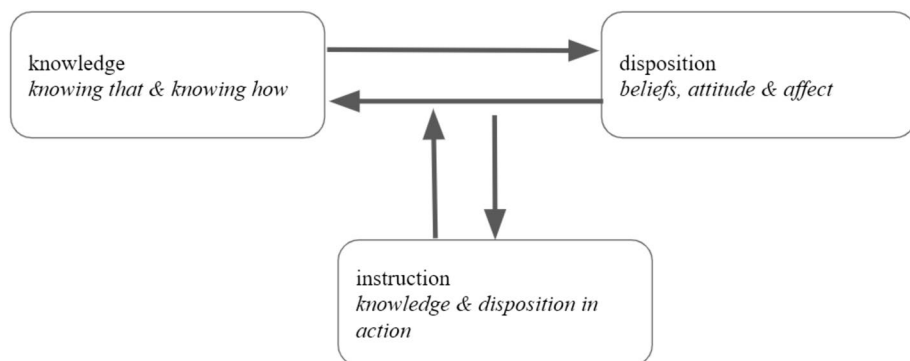 knowledge
knowing that & knowing how
disposition
beliefs, attitude & affect
instruction
knowledge & disposition in
action